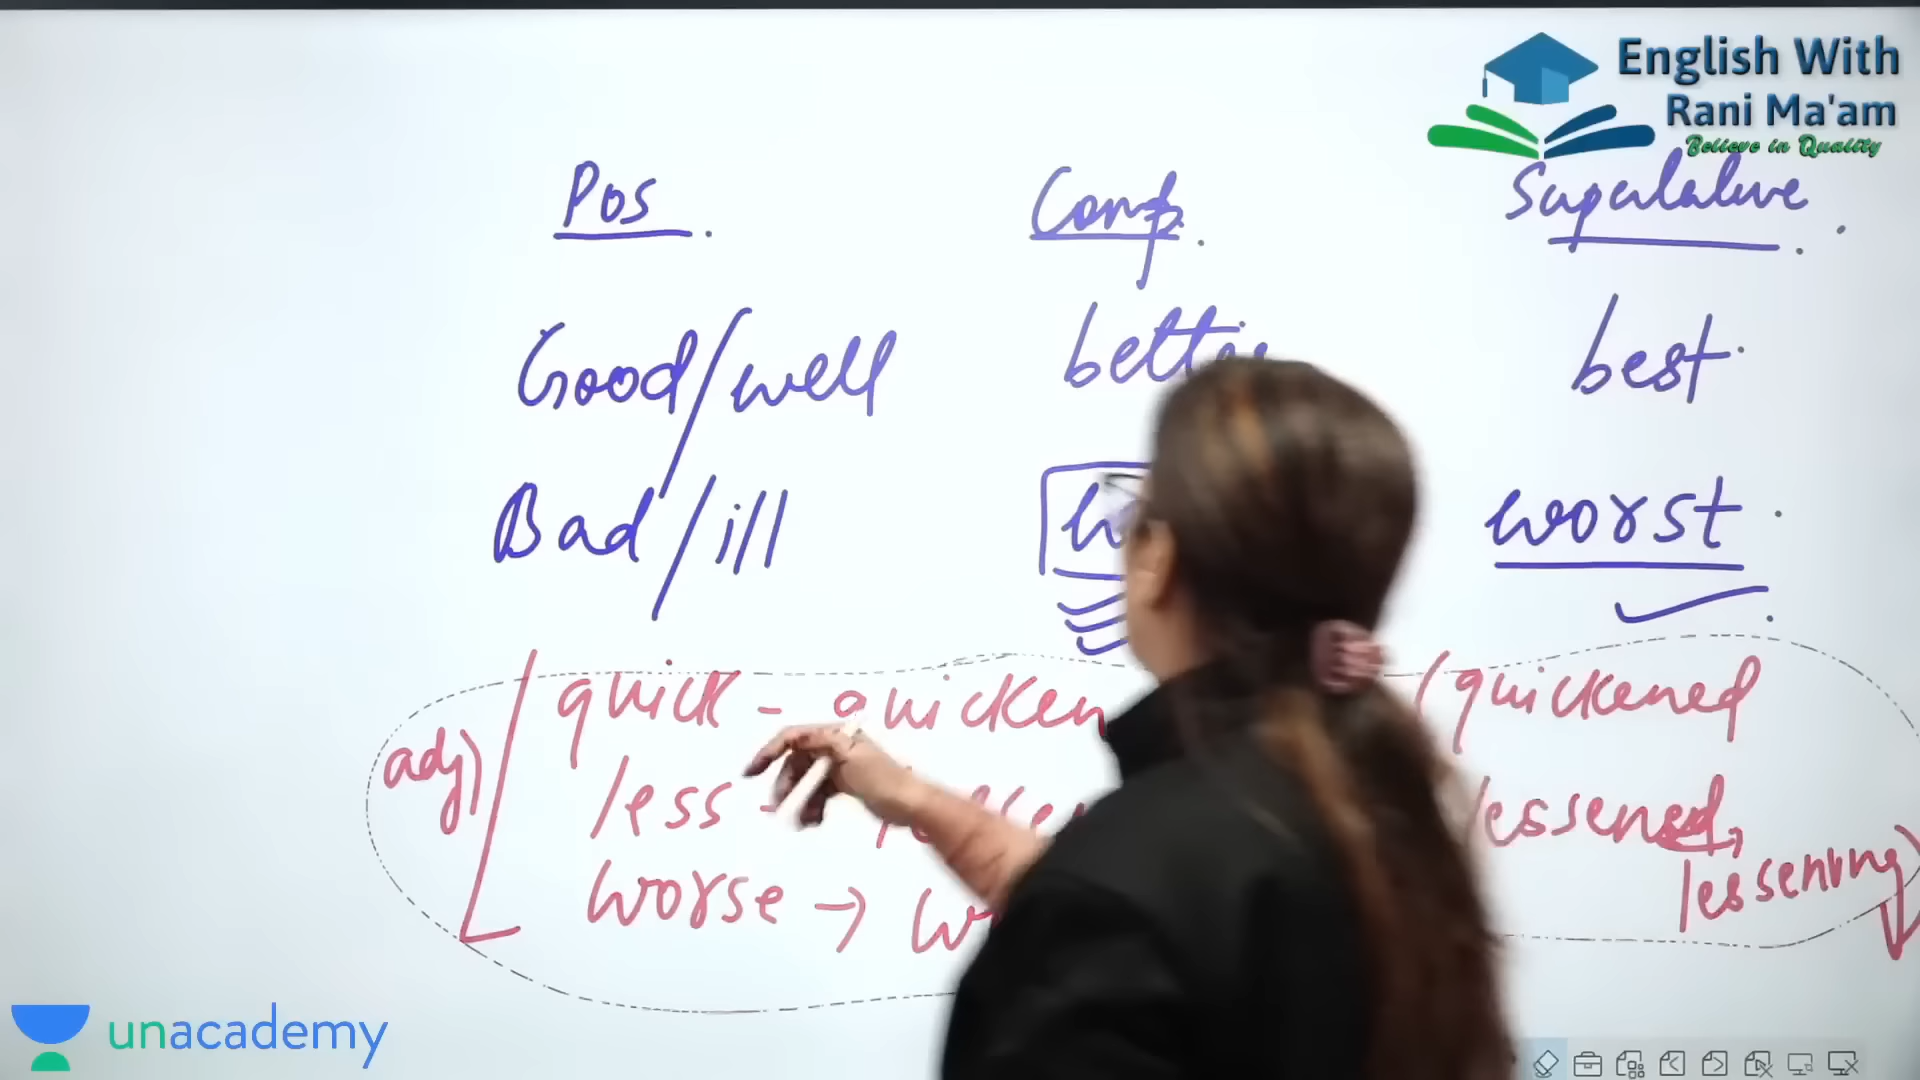 English With
Rani Ma'am
Believe in Quality
Pos. Comp. Superlative
Good/well best
Bad/ill worst
adj) quick - quicken (quickened
less - lessened,
lessening)
worse →
unacademy